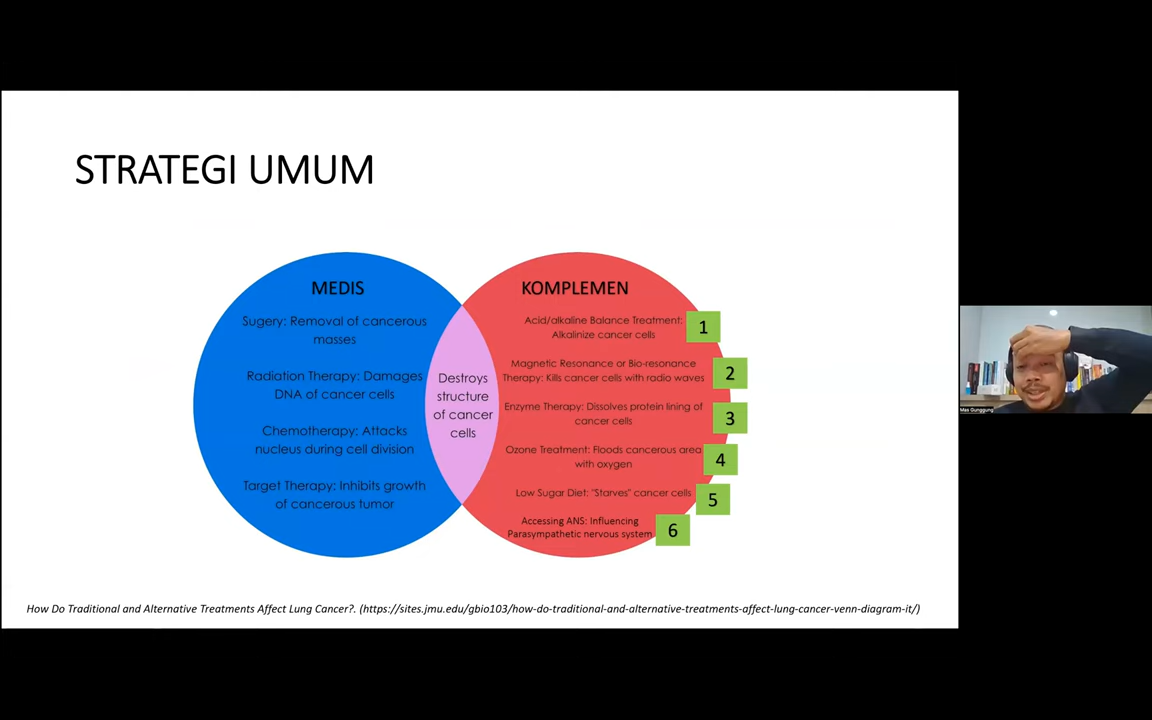 STRATEGI UMUM
MEDIS
Sugery: Removal of cancerous
masses
Radiation Therapy: Damages
DNA of cancer cells
Chemotherapy: Attacks
nucleus during cell division
Target Therapy: Inhibits growth
of cancerous tumor
Destroys
structure
of cancer
cells
KOMPLEMEN
Acid/alkaline Balance Treatment:
Alkalinize cancer cells
1
Magnetic Resonance or Bio-resonance
Therapy: Kills cancer cells with radio waves
2
Enzyme Therapy: Dissolves protein lining of
cancer cells
3
Ozone Treatment: Floods cancerous area
with oxygen
4
Low Sugar Diet: "Starves" cancer cells
5
Accessing ANS: Influencing
Parasympathetic nervous system
6
How Do Traditional and Alternative Treatments Affect Lung Cancer?. (https://sites.jmu.edu/gbio103/how-do-traditional-and-alternative-treatments-affect-lung-cancer-venn-diagram-it/)
Mas Gunggung